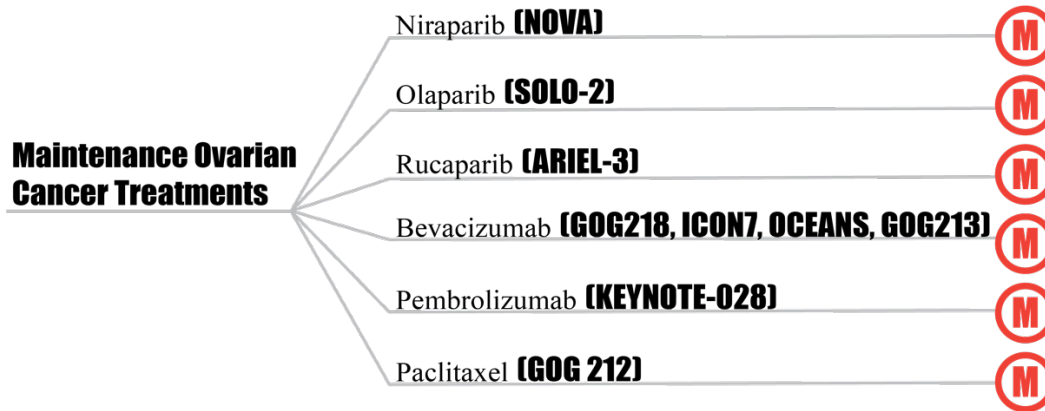 Niraparib (NOVA)
M
Olaparib (SOLO-2)
M
Maintenance Ovarian
Cancer Treatments
Rucaparib (ARIEL-3)
M
Bevacizumab (GOG218, ICON7, OCEANS, GOG213)
M
Pembrolizumab (KEYNOTE-028)
M
Paclitaxel (GOG 212)
M